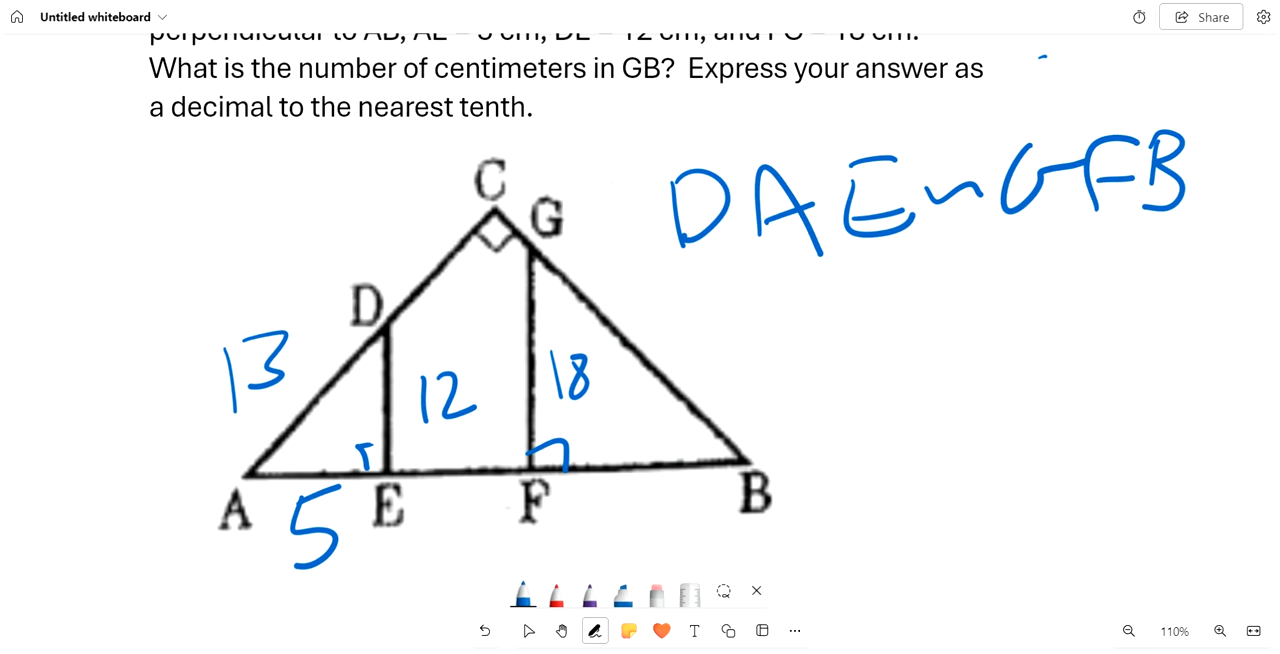 Untitled whiteboard
Share
What is the number of centimeters in GB? Express your answer as
a decimal to the nearest tenth.
C
G
DAE~GFB
D
13
12
18
A
5
E
F
B
T
110%